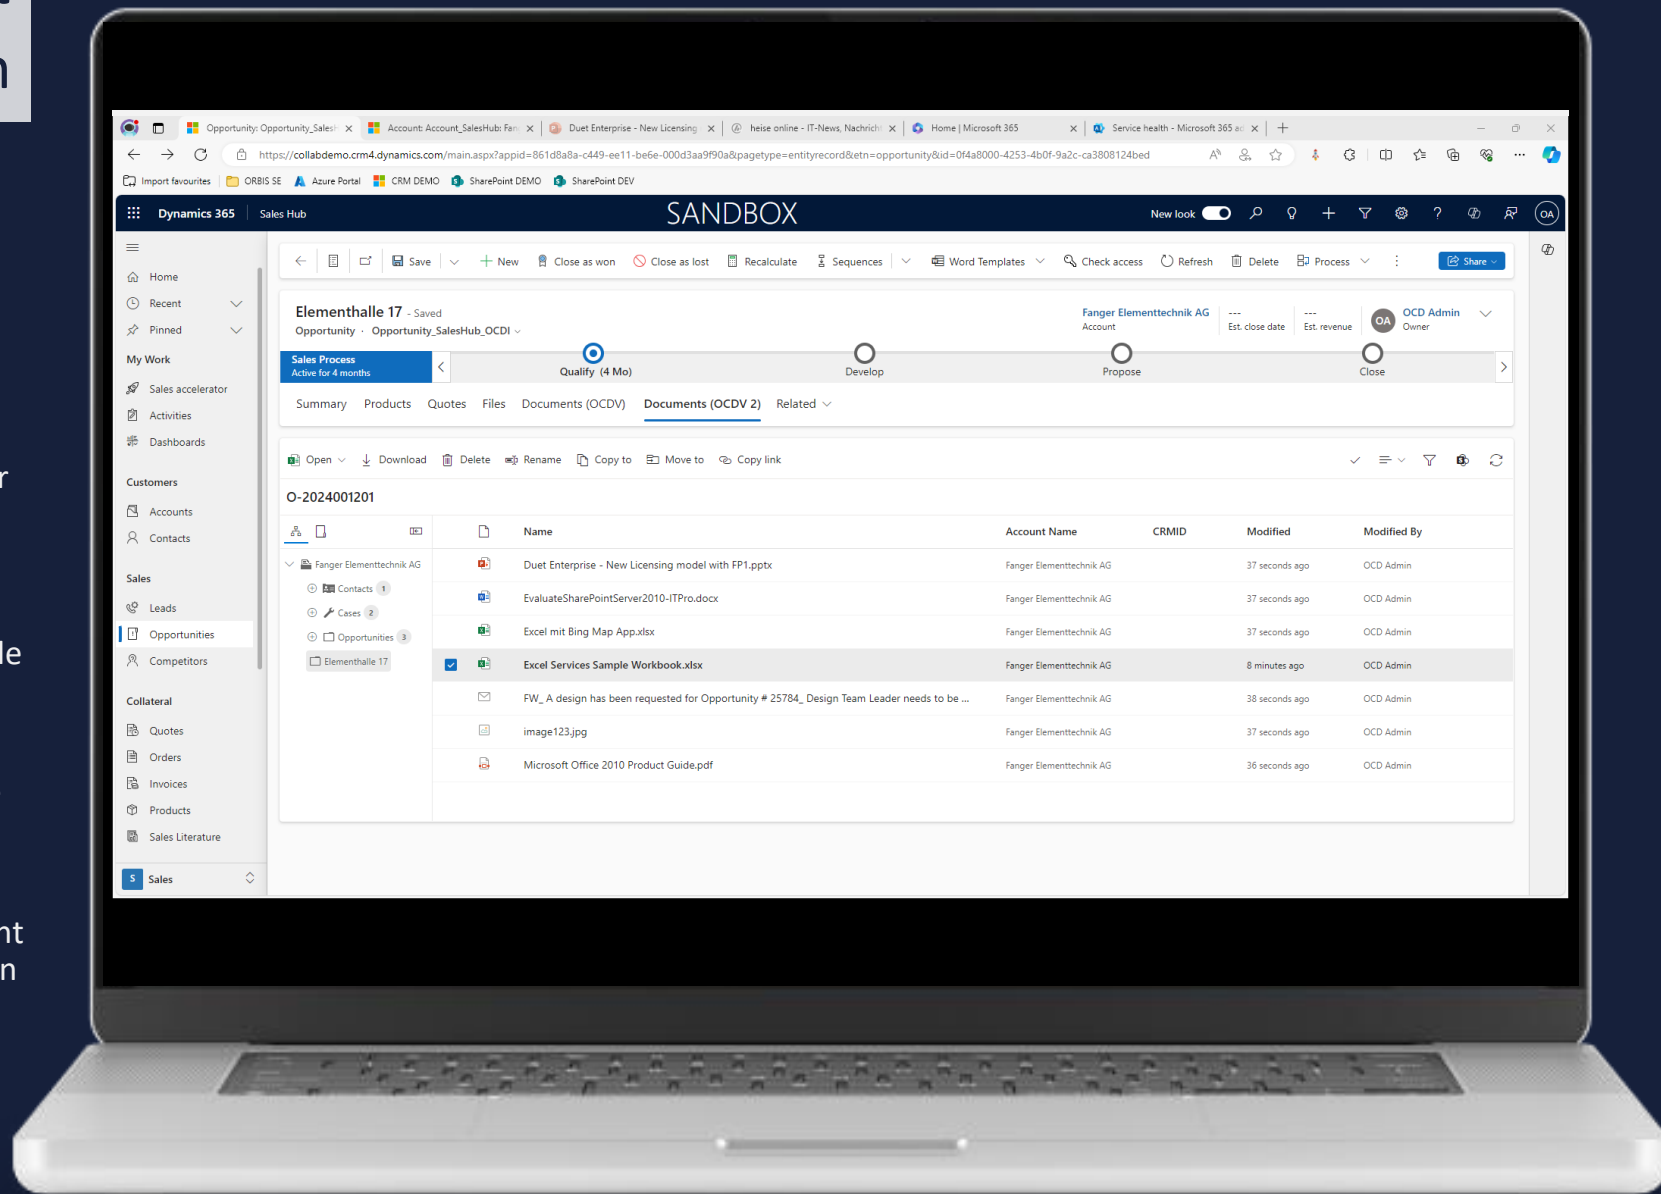 n
r
le
nt
n
Opportunity: Opportunity_Salesh
Account: Account_SalesHub: Fan
Duet Enterprise - New Licensing
heise online - IT-News, Nachricht
Home | Microsoft 365
Service health - Microsoft 365 ad
https://collabdemo.crm4.dynamics.com/main.aspx?appid=861d8a8a-c449-ee11-be6e-000d3aa9f90a&pagetype=entityrecord&etn=opportunity&id=0f4a8000-4253-4b0f-9a2c-ca3808124bed
Import favourites ORBIS SE Azure Portal CRM DEMO SharePoint DEMO SharePoint DEV
Dynamics 365 Sales Hub SANDBOX New look OA
Home
Recent
Pinned
My Work
Sales accelerator
Activities
Dashboards
Customers
Accounts
Contacts
Sales
Leads
Opportunities
Competitors
Collateral
Quotes
Orders
Invoices
Products
Sales Literature
S Sales
Save New Close as won Close as lost Recalculate Sequences Word Templates Check access Refresh Delete Process Share
Elementhalle 17 - Saved
Opportunity · Opportunity_SalesHub_OCDI
Fanger Elementtechnik AG
Account
---
Est. close date
---
Est. revenue
OA
OCD Admin
Owner
Sales Process
Active for 4 months
Qualify (4 Mo) Develop Propose Close
Summary Products Quotes Files Documents (OCDV) Documents (OCDV 2) Related
Open Download Delete Rename Copy to Move to Copy link
O-2024001201
Fanger Elementtechnik AG
Contacts 1
Cases 2
Opportunities 3
Elementhalle 17
Name Account Name CRMID Modified Modified By
Duet Enterprise - New Licensing model with FP1.pptx Fanger Elementtechnik AG 37 seconds ago OCD Admin
EvaluateSharePointServer2010-ITPro.docx Fanger Elementtechnik AG 37 seconds ago OCD Admin
Excel mit Bing Map App.xlsx Fanger Elementtechnik AG 37 seconds ago OCD Admin
Excel Services Sample Workbook.xlsx Fanger Elementtechnik AG 8 minutes ago OCD Admin
FW_ A design has been requested for Opportunity # 25784_ Design Team Leader needs to be ... Fanger Elementtechnik AG 38 seconds ago OCD Admin
image123.jpg Fanger Elementtechnik AG 37 seconds ago OCD Admin
Microsoft Office 2010 Product Guide.pdf Fanger Elementtechnik AG 36 seconds ago OCD Admin